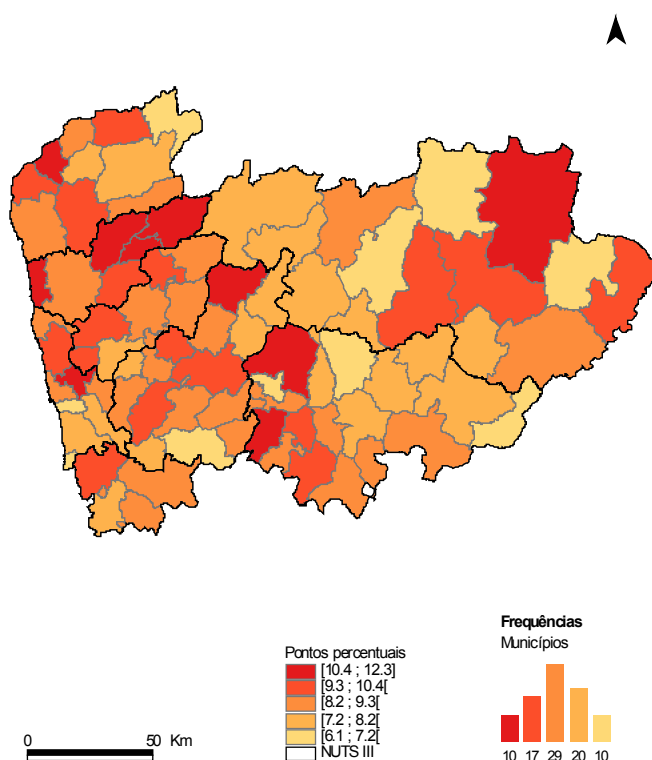 Frequências
Municípios
Pontos percentuais
[10.4 ; 12.3]
[9.3 ; 10.4[
[8.2 ; 9.3[
[7.2 ; 8.2[
[6.1 ; 7.2[
NUTS III
0 50 Km
10 17 29 20 10